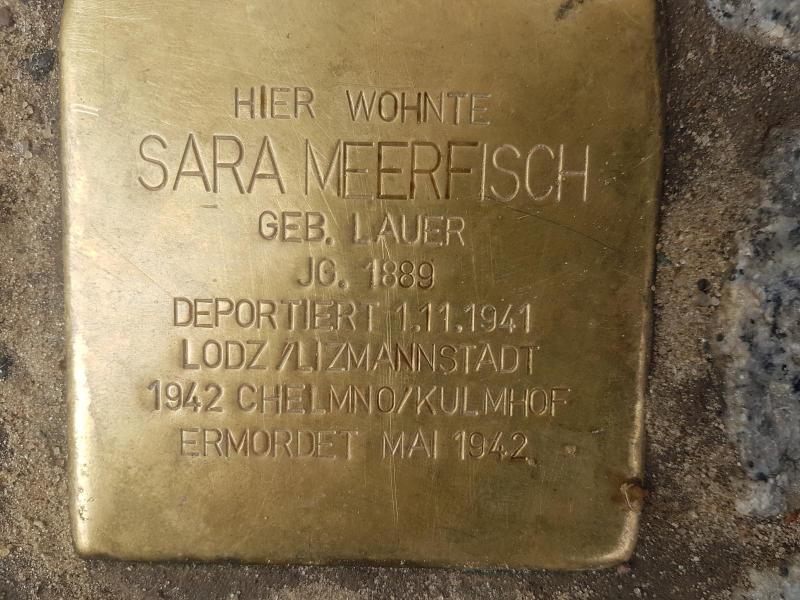 HIER WOHNTE
SARA MEERFISCH
GEB. LAUER
JG. 1889
DEPORTIERT 1.11.1941
LODZ/LIZMANNSTADT
1942 CHELMNO/KULMHOF
ERMORDET MAI 1942